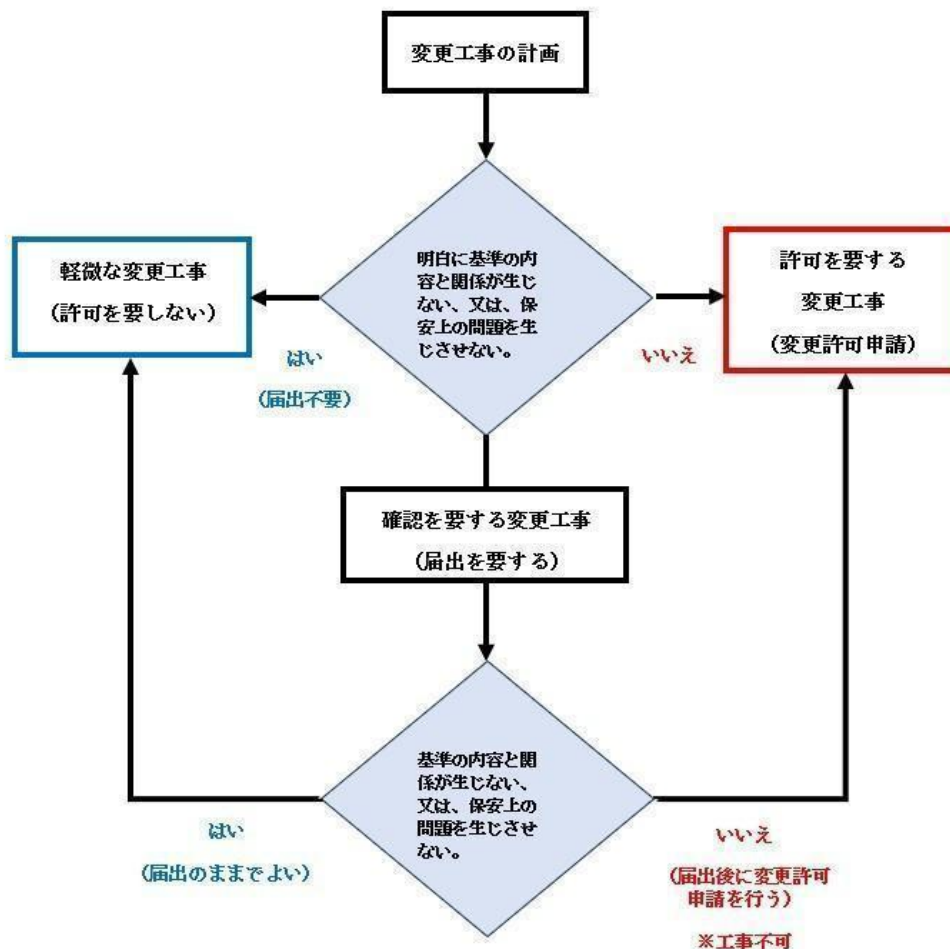 変更工事の計画
明白に基準の内
容と関係が生じ
ない、又は、保
安上の問題を生
じさせない。
軽微な変更工事
(許可を要しない)
許可を要する
変更工事
(変更許可申請)
はい
(届出不要)
いいえ
確認を要する変更工事
(届出を要する)
基準の内容と関
係が生じない、
又は、保安上の
問題を生じさせ
ない。
はい
(届出のままでよい)
いいえ
(届出後に変更許可
申請を行う)
※工事不可